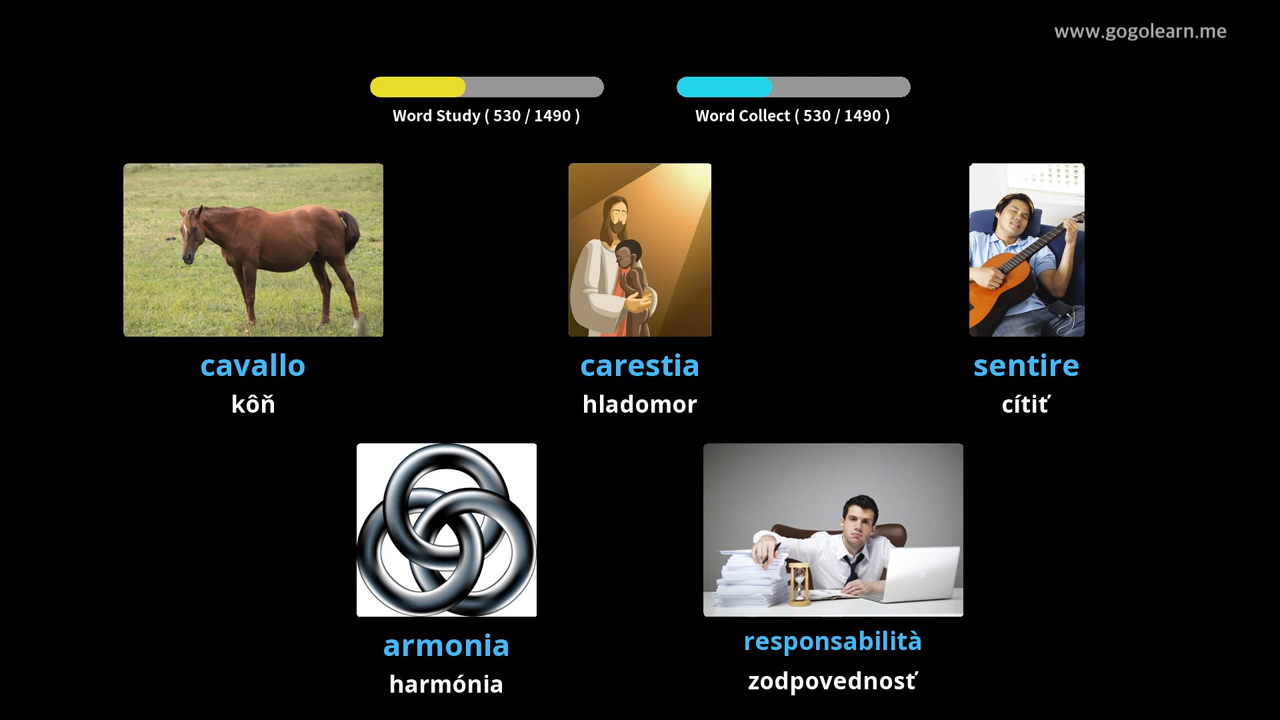 www.gogolearn.me
Word Study ( 530 / 1490 )
Word Collect ( 530 / 1490 )
cavallo
kôň
carestia
hladomor
sentire
cítiť
armonia
harmónia
responsabilità
zodpovednosť